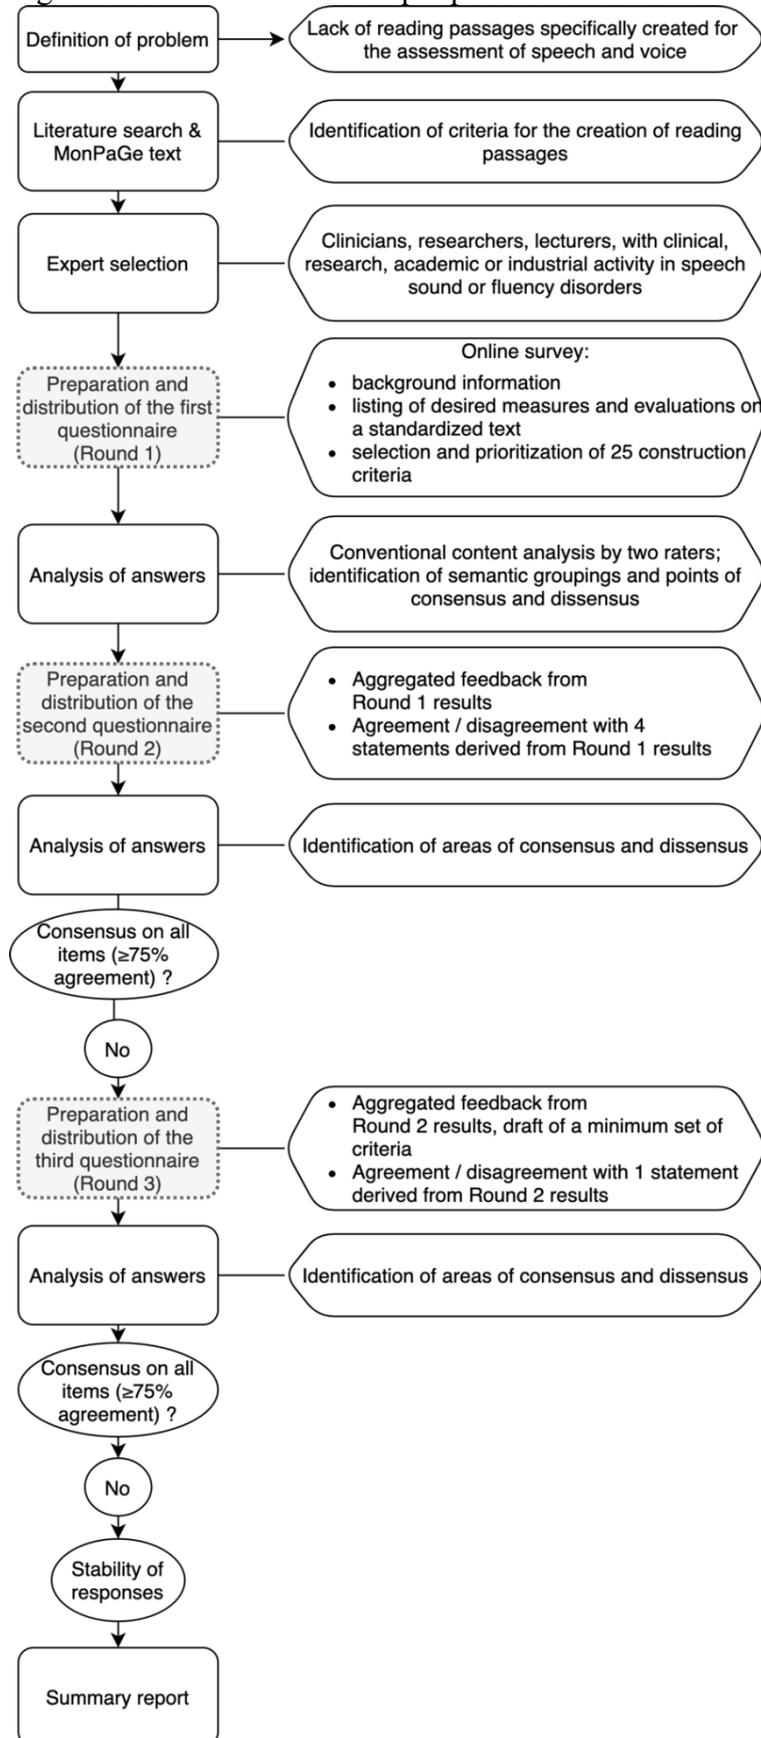 Definition of problem
Lack of reading passages specifically created for
the assessment of speech and voice
Literature search &
MonPaGe text
Identification of criteria for the creation of reading
passages
Expert selection
Clinicians, researchers, lecturers, with clinical,
research, academic or industrial activity in speech
sound or fluency disorders
Preparation and
distribution of the first
questionnaire
(Round 1)
Online survey:
• background information
• listing of desired measures and evaluations on
a standardized text
• selection and prioritization of 25 construction
criteria
Analysis of answers
Conventional content analysis by two raters;
identification of semantic groupings and points of
consensus and dissensus
Preparation and
distribution of the
second questionnaire
(Round 2)
• Aggregated feedback from
Round 1 results
• Agreement / disagreement with 4
statements derived from Round 1 results
Analysis of answers
Identification of areas of consensus and dissensus
Consensus on all
items (≥75%
agreement) ?
No
Preparation and
distribution of the
third questionnaire
(Round 3)
• Aggregated feedback from
Round 2 results, draft of a minimum set of
criteria
• Agreement / disagreement with 1 statement
derived from Round 2 results
Analysis of answers
Identification of areas of consensus and dissensus
Consensus on all
items (≥75%
agreement) ?
No
Stability of
responses
Summary report